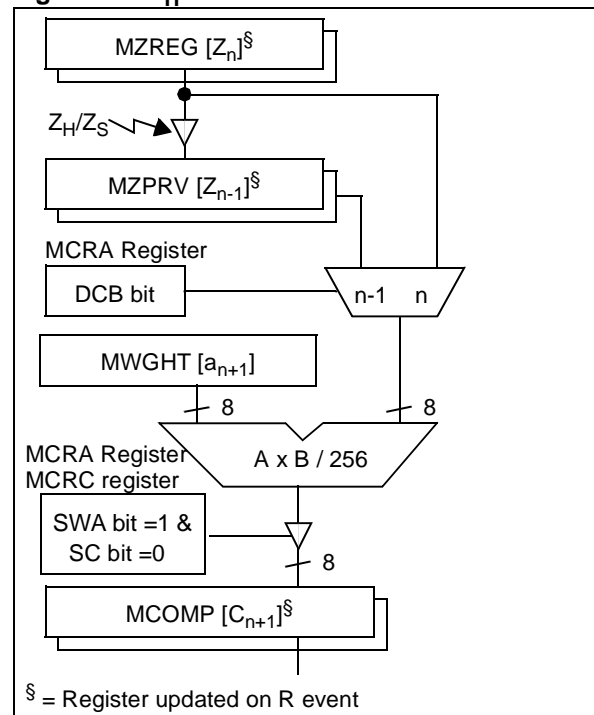 MZREG [Zn]§
ZH/ZS
MZPRV [Zn-1]§
MCRA Register
DCB bit
n-1 n
MWGHT [an+1]
8 8
A x B / 256
MCRA Register
MCRC register
SWA bit =1 &
SC bit =0
8
MCOMP [Cn+1]§
§ = Register updated on R event